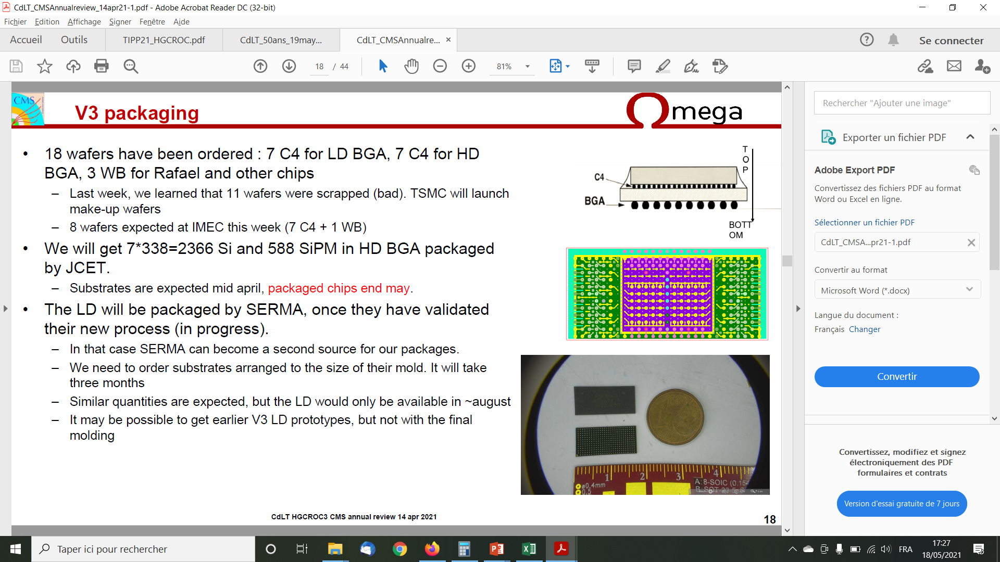 CdLT_CMSAnnualreview_14apr21-1.pdf - Adobe Acrobat Reader DC (32-bit)
Fichier Edition Affichage Signer Fenêtre Aide
Accueil Outils TIPP21_HGCROC.pdf CdLT_50ans_19may... CdLT_CMSAnnualre... Se connecter
18 / 44 81%
CMS
V3 packaging
Omega
• 18 wafers have been ordered : 7 C4 for LD BGA, 7 C4 for HD
BGA, 3 WB for Rafael and other chips
– Last week, we learned that 11 wafers were scrapped (bad). TSMC will launch
make-up wafers
– 8 wafers expected at IMEC this week (7 C4 + 1 WB)
• We will get 7*338=2366 Si and 588 SiPM in HD BGA packaged
by JCET.
– Substrates are expected mid april, packaged chips end may.
• The LD will be packaged by SERMA, once they have validated
their new process (in progress).
– In that case SERMA can become a second source for our packages.
– We need to order substrates arranged to the size of their mold. It will take
three months
– Similar quantities are expected, but the LD would only be available in ~august
– It may be possible to get earlier V3 LD prototypes, but not with the final
molding
T
O
P
C4
BGA
BOTT
OM
1 2 3 4
ø0.4mm
0.5
A: 8-SOIC (0.154
CdLT HGCROC3 CMS annual review 14 apr 2021
18
Rechercher "Ajouter une image"
Exporter un fichier PDF
Adobe Export PDF
Convertissez des fichiers PDF au format
Word ou Excel en ligne.
Sélectionner un fichier PDF
CdLT_CMSA...pr21-1.pdf
Convertir au format
Microsoft Word (*.docx)
Langue du document :
Français Changer
Convertir
Convertissez, modifiez et signez
électroniquement des PDF
formulaires et contrats
Version d'essai gratuite de 7 jours
Taper ici pour rechercher
FRA
17:27
18/05/2021